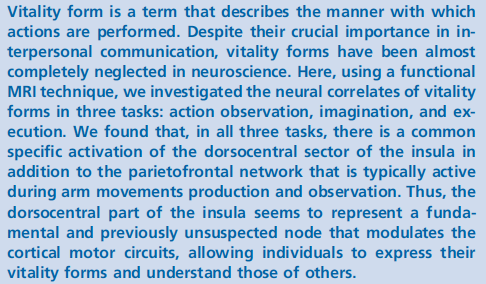 Vitality form is a term that describes the manner with which
actions are performed. Despite their crucial importance in in-
terpersonal communication, vitality forms have been almost
completely neglected in neuroscience. Here, using a functional
MRI technique, we investigated the neural correlates of vitality
forms in three tasks: action observation, imagination, and ex-
ecution. We found that, in all three tasks, there is a common
specific activation of the dorsocentral sector of the insula in
addition to the parietofrontal network that is typically active
during arm movements production and observation. Thus, the
dorsocentral part of the insula seems to represent a funda-
mental and previously unsuspected node that modulates the
cortical motor circuits, allowing individuals to express their
vitality forms and understand those of others.